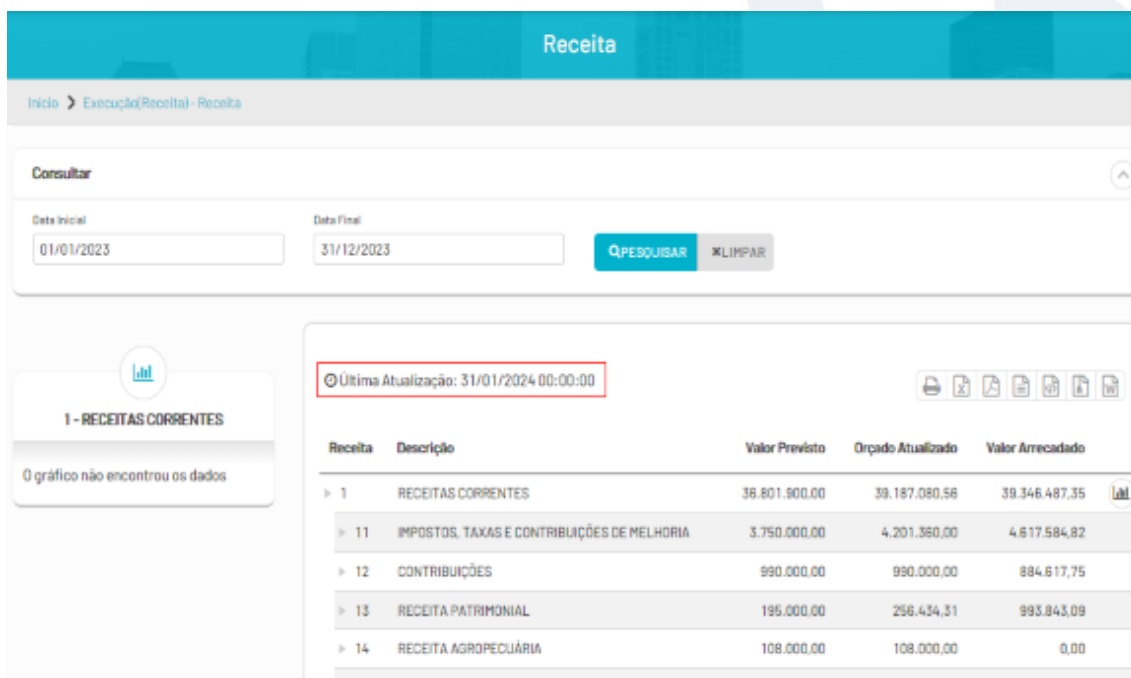 Receita
Início ❯ Execução(Receita) - Receita
Consultar
Data Inicial Data Final
01/01/2023 31/12/2023 PESQUISAR LIMPAR
Última Atualização: 31/01/2024 00:00:00
1 - RECEITAS CORRENTES
O gráfico não encontrou os dados
Receita Descrição Valor Previsto Orçado Atualizado Valor Arrecadado
1 RECEITAS CORRENTES 36.801.900,00 39.187.080,56 39.346.487,35
11 IMPOSTOS, TAXAS E CONTRIBUIÇÕES DE MELHORIA 3.750.000,00 4.201.360,00 4.617.584,82
12 CONTRIBUIÇÕES 990.000,00 990.000,00 884.617,75
13 RECEITA PATRIMONIAL 195.000,00 256.434,31 993.843,09
14 RECEITA AGROPECUÁRIA 108.000,00 108.000,00 0,00